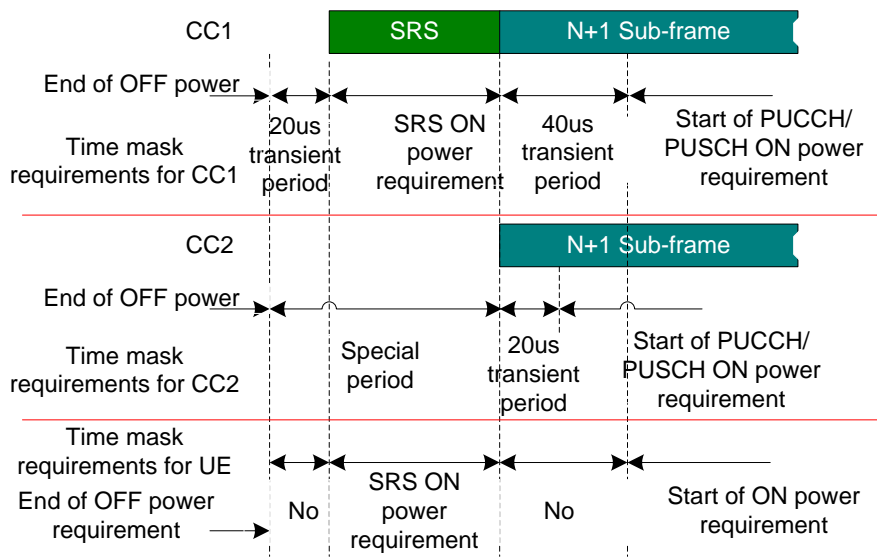 CC1
SRS
N+1 Sub-frame
End of OFF power
Time mask
requirements for CC1
20us
transient
period
SRS ON
power
requirement
40us
transient
period
Start of PUCCH/
PUSCH ON power
requirement
CC2
N+1 Sub-frame
End of OFF power
Time mask
requirements for CC2
Special
period
20us
transient
period
Start of PUCCH/
PUSCH ON power
requirement
Time mask
requirements for UE
End of OFF power
requirement
No
SRS ON
power
requirement
No
Start of ON power
requirement